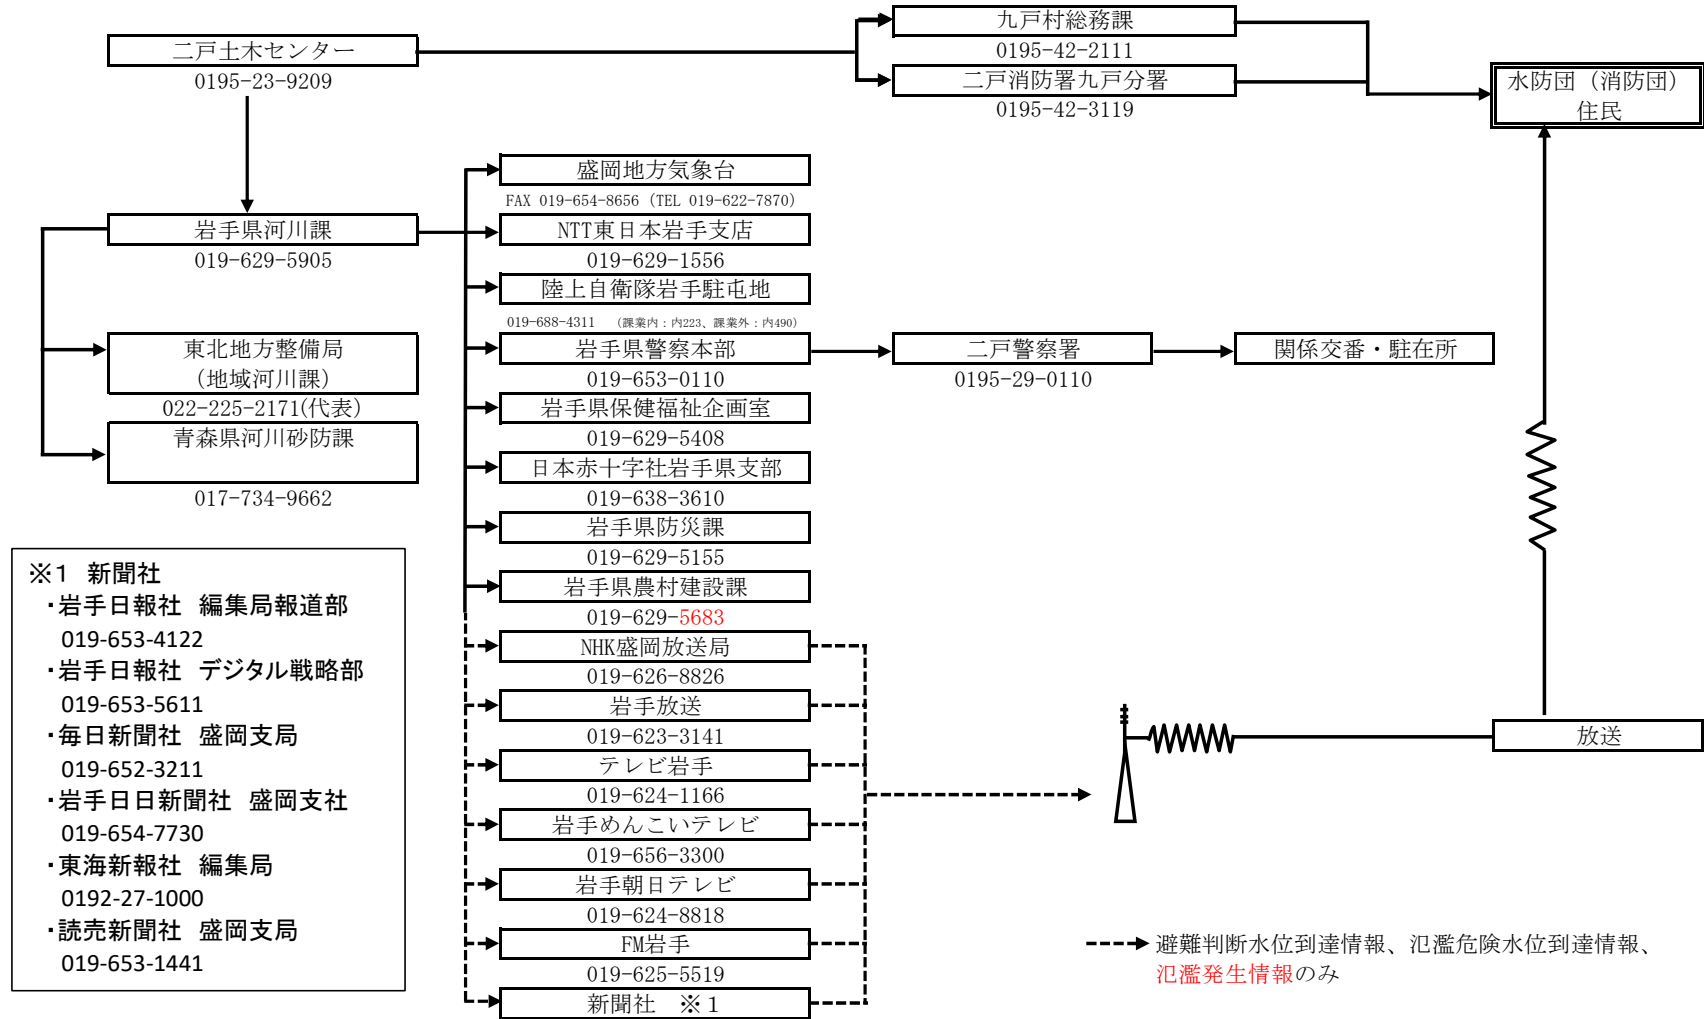 二戸土木センター
0195-23-9209
九戸村総務課
0195-42-2111
二戸消防署九戸分署
0195-42-3119
水防団（消防団）
住民
岩手県河川課
019-629-5905
東北地方整備局
（地域河川課）
022-225-2171(代表)
青森県河川砂防課
017-734-9662
盛岡地方気象台
FAX 019-654-8656（TEL 019-622-7870）
NTT東日本岩手支店
019-629-1556
陸上自衛隊岩手駐屯地
019-688-4311　（課業内：内223、課業外：内490）
岩手県警察本部
019-653-0110
二戸警察署
0195-29-0110
関係交番・駐在所
岩手県保健福祉企画室
019-629-5408
日本赤十字社岩手県支部
019-638-3610
岩手県防災課
019-629-5155
岩手県農村建設課
019-629-5683
NHK盛岡放送局
019-626-8826
岩手放送
019-623-3141
テレビ岩手
019-624-1166
岩手めんこいテレビ
019-656-3300
岩手朝日テレビ
019-624-8818
FM岩手
019-625-5519
新聞社　※１
放送
※１　新聞社
・岩手日報社　編集局報道部
019-653-4122
・岩手日報社　デジタル戦略部
019-653-5611
・毎日新聞社　盛岡支局
019-652-3211
・岩手日日新聞社　盛岡支社
019-654-7730
・東海新報社　編集局
0192-27-1000
・読売新聞社　盛岡支局
019-653-1441
避難判断水位到達情報、氾濫危険水位到達情報、
氾濫発生情報のみ